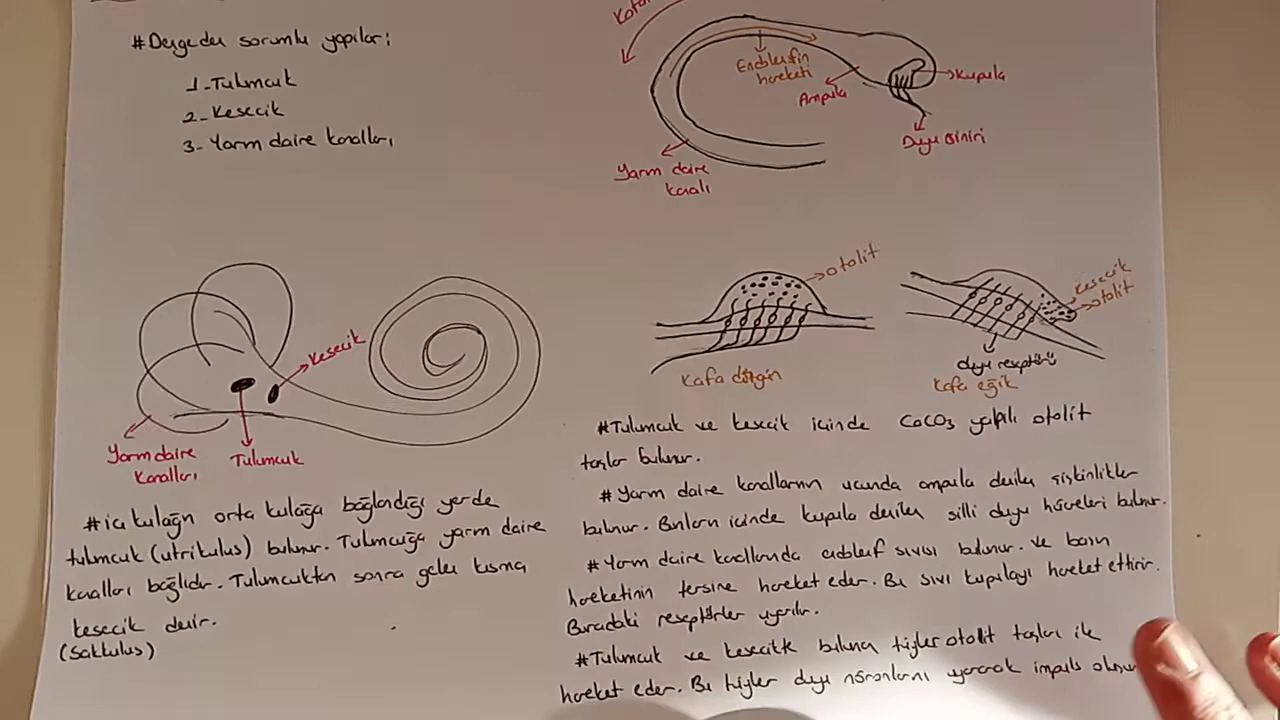 #Dengeden sorumlu yapılar:
1-Tulumcuk
2-Kesecik
3-Yarım daire kanalları
Endolenfin
hareketi
Ampula
Kupula
Duyu siniri
Yarım daire
kanalı
Kesecik
Yarım daire
kanalları
Tulumcuk
otolit
Kafa düzgün
Kesecik
otolit
duyu reseptörü
Kafa eğik
#iç kulağın orta kulağa bağlandığı yerde
tulumcuk (utrikulus) bulunur. Tulumcuğa yarım daire
kanalları bağlıdır. Tulumcuktan sonra gelen kısma
kesecik denir.
(Sakkulus)
#Tulumcuk ve kesecik içinde CaCO3 yapılı otolit
taşlar bulunur.
#Yarım daire kanallarının ucunda ampula denilen şişkinlikler
bulunur. Bunların içinde kupula denilen silli duyu hücreleri bulunur.
#Yarım daire kanallarında endolenf sıvısı bulunur. ve başın
hareketinin tersine hareket eder. Bu sıvı kupulayı hareket ettirir.
Buradaki reseptörler uyarılır.
#Tulumcuk ve kesecikte bulunan tüyler otolit taşları ile
hareket eder. Bu tüyler duyu nöronlarını uyararak impuls